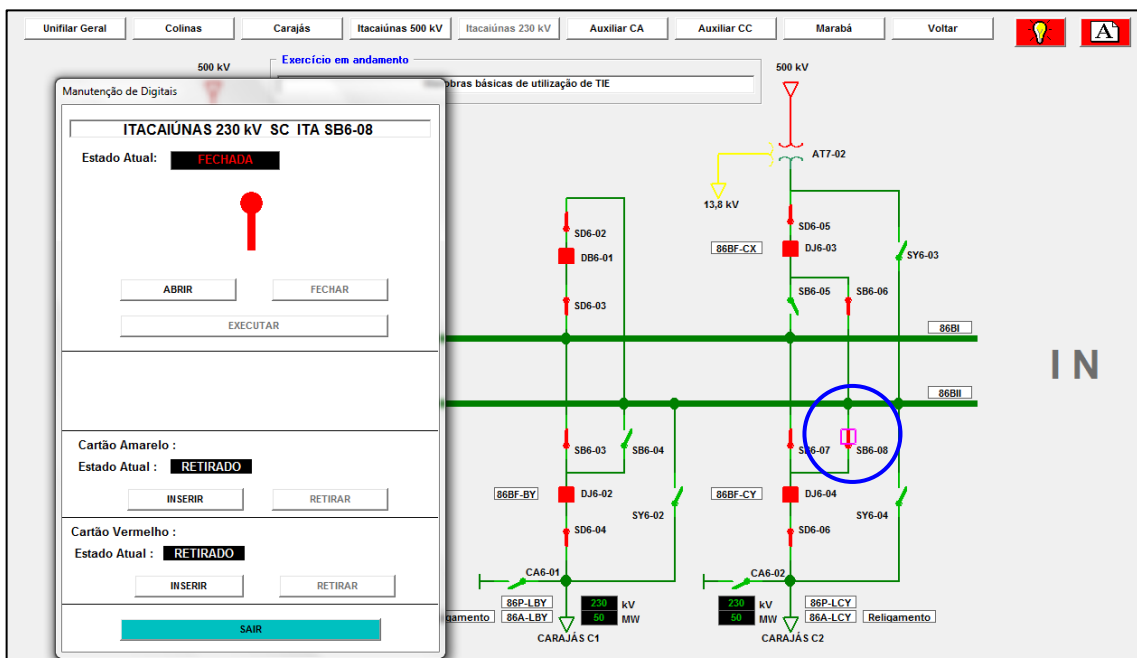 Unifilar Geral Colinas Carajás Itacaiúnas 500 kV Itacaiúnas 230 kV Auxiliar CA Auxiliar CC Marabá Voltar
A
500 kV
Exercício em andamento
obras básicas de utilização de TIE
500 kV
Manutenção de Digitais
ITACAIÚNAS 230 kV SC ITA SB6-08
Estado Atual: FECHADA
ABRIR FECHAR
EXECUTAR
Cartão Amarelo :
Estado Atual : RETIRADO
INSERIR RETIRAR
Cartão Vermelho :
Estado Atual : RETIRADO
INSERIR RETIRAR
SAIR
AT7-02
13,8 kV
SD6-02
SD6-05
DB6-01
86BF-CX
DJ6-03
SY6-03
SD6-03
SB6-05
SB6-06
86BI
I N
86BII
SB6-03
SB6-04
SB6-07
SB6-08
86BF-BY
DJ6-02
86BF-CY
DJ6-04
SY6-02
SY6-04
SD6-04
SD6-06
CA6-01
CA6-02
86P-LBY 230 kV
gamento 86A-LBY 50 MW
230 kV 86P-LCY
50 MW 86A-LCY Religamento
CARAJÁS C1
CARAJÁS C2